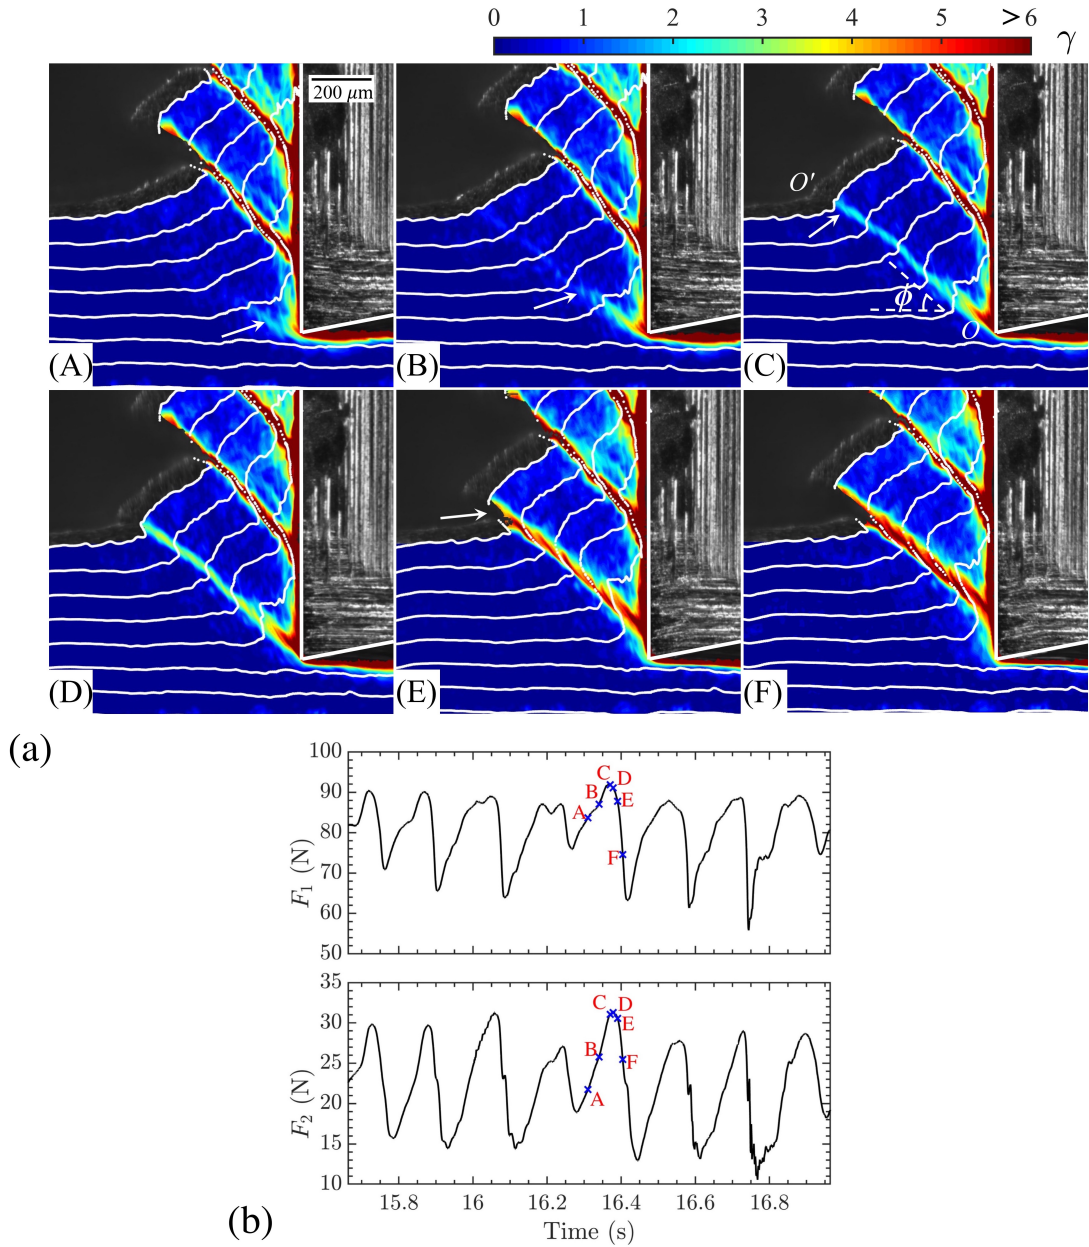 0 1 2 3 4 5 >6
γ
200 μm
O′
ϕ
O
(A) (B) (C)
(D) (E) (F)
(a)
100
90
80
70
60
50
F1 (N)
A B C D E F
35
30
25
20
15
10
F2 (N)
A B C D E F
15.8 16 16.2 16.4 16.6 16.8
Time (s)
(b)